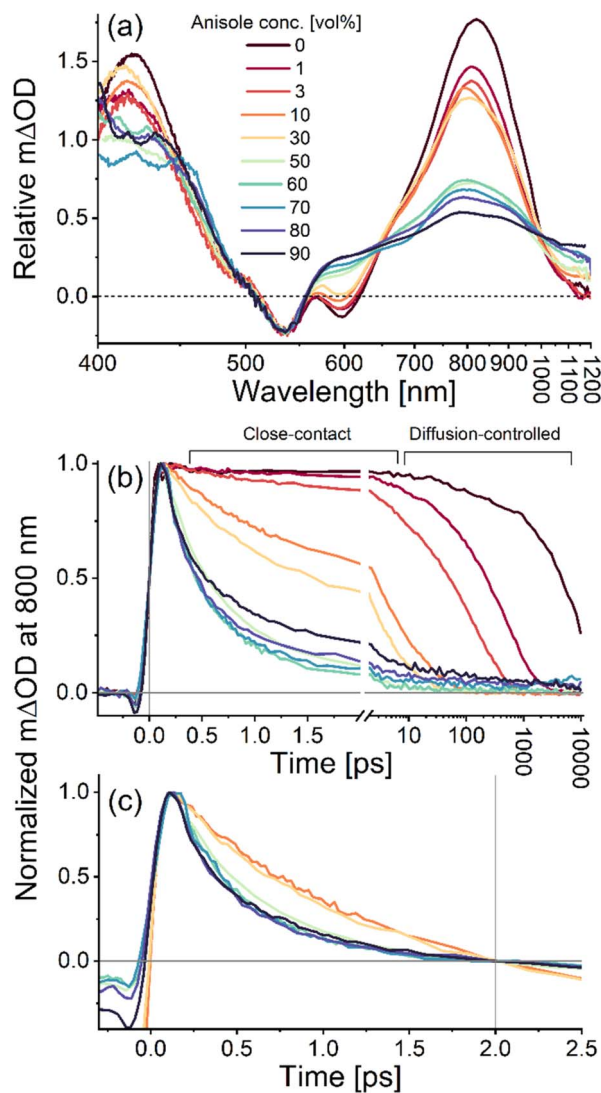 (a)
Anisole conc. [vol%]
0
1
3
10
30
50
60
70
80
90
Relative mΔOD
1.5
1.0
0.5
0.0
400 500 600 700 800 900 1000 1100 1200
Wavelength [nm]
Close-contact Diffusion-controlled
(b)
1.0
0.5
0.0
0.0 0.5 1.0 1.5 10 100 1000 10000
Time [ps]
Normalized mΔOD at 800 nm
(c)
1.0
0.5
0.0
0.0 0.5 1.0 1.5 2.0 2.5
Time [ps]